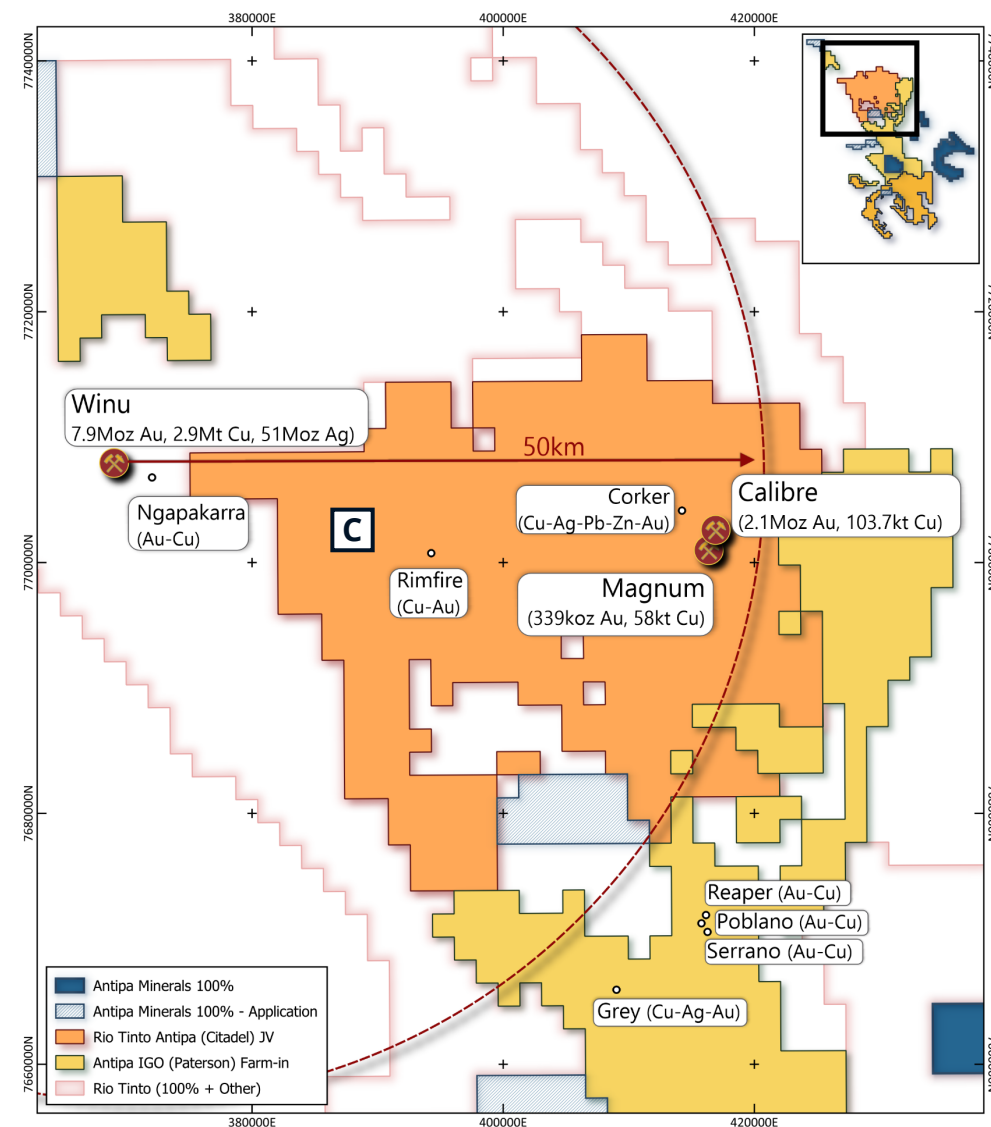 380000E
400000E
420000E
7740000N
7720000N
Winu
7.9Moz Au, 2.9Mt Cu, 51Moz Ag)
50km
Ngapakarra
(Au-Cu)
C
Corker
(Cu-Ag-Pb-Zn-Au)
Calibre
(2.1Moz Au, 103.7kt Cu)
7700000N
Rimfire
(Cu-Au)
Magnum
(339koz Au, 58kt Cu)
7680000N
Reaper (Au-Cu)
Poblano (Au-Cu)
Serrano (Au-Cu)
Grey (Cu-Ag-Au)
7660000N
Antipa Minerals 100%
Antipa Minerals 100% - Application
Rio Tinto Antipa (Citadel) JV
Antipa IGO (Paterson) Farm-in
Rio Tinto (100% + Other)
380000E
400000E
420000E